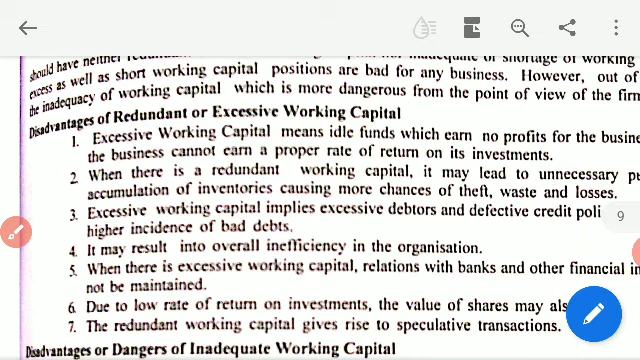 should have neither
or shortage of working
excess as well as short working capital positions are bad for any business. However, out of
the inadequacy of working capital which is more dangerous from the point of view of the firm
Disadvantages of Redundant or Excessive Working Capital
1. Excessive Working Capital means idle funds which earn no profits for the busine
the business cannot earn a proper rate of return on its investments.
2. When there is a redundant working capital, it may lead to unnecessary pu
accumulation of inventories causing more chances of theft, waste and losses.
3. Excessive working capital implies excessive debtors and defective credit poli
higher incidence of bad debts.
9
4. It may result into overall inefficiency in the organisation.
5. When there is excessive working capital, relations with banks and other financial in
not be maintained.
6. Due to low rate of return on investments, the value of shares may als
7. The redundant working capital gives rise to speculative transactions.
Disadvantages or Dangers of Inadequate Working Capital